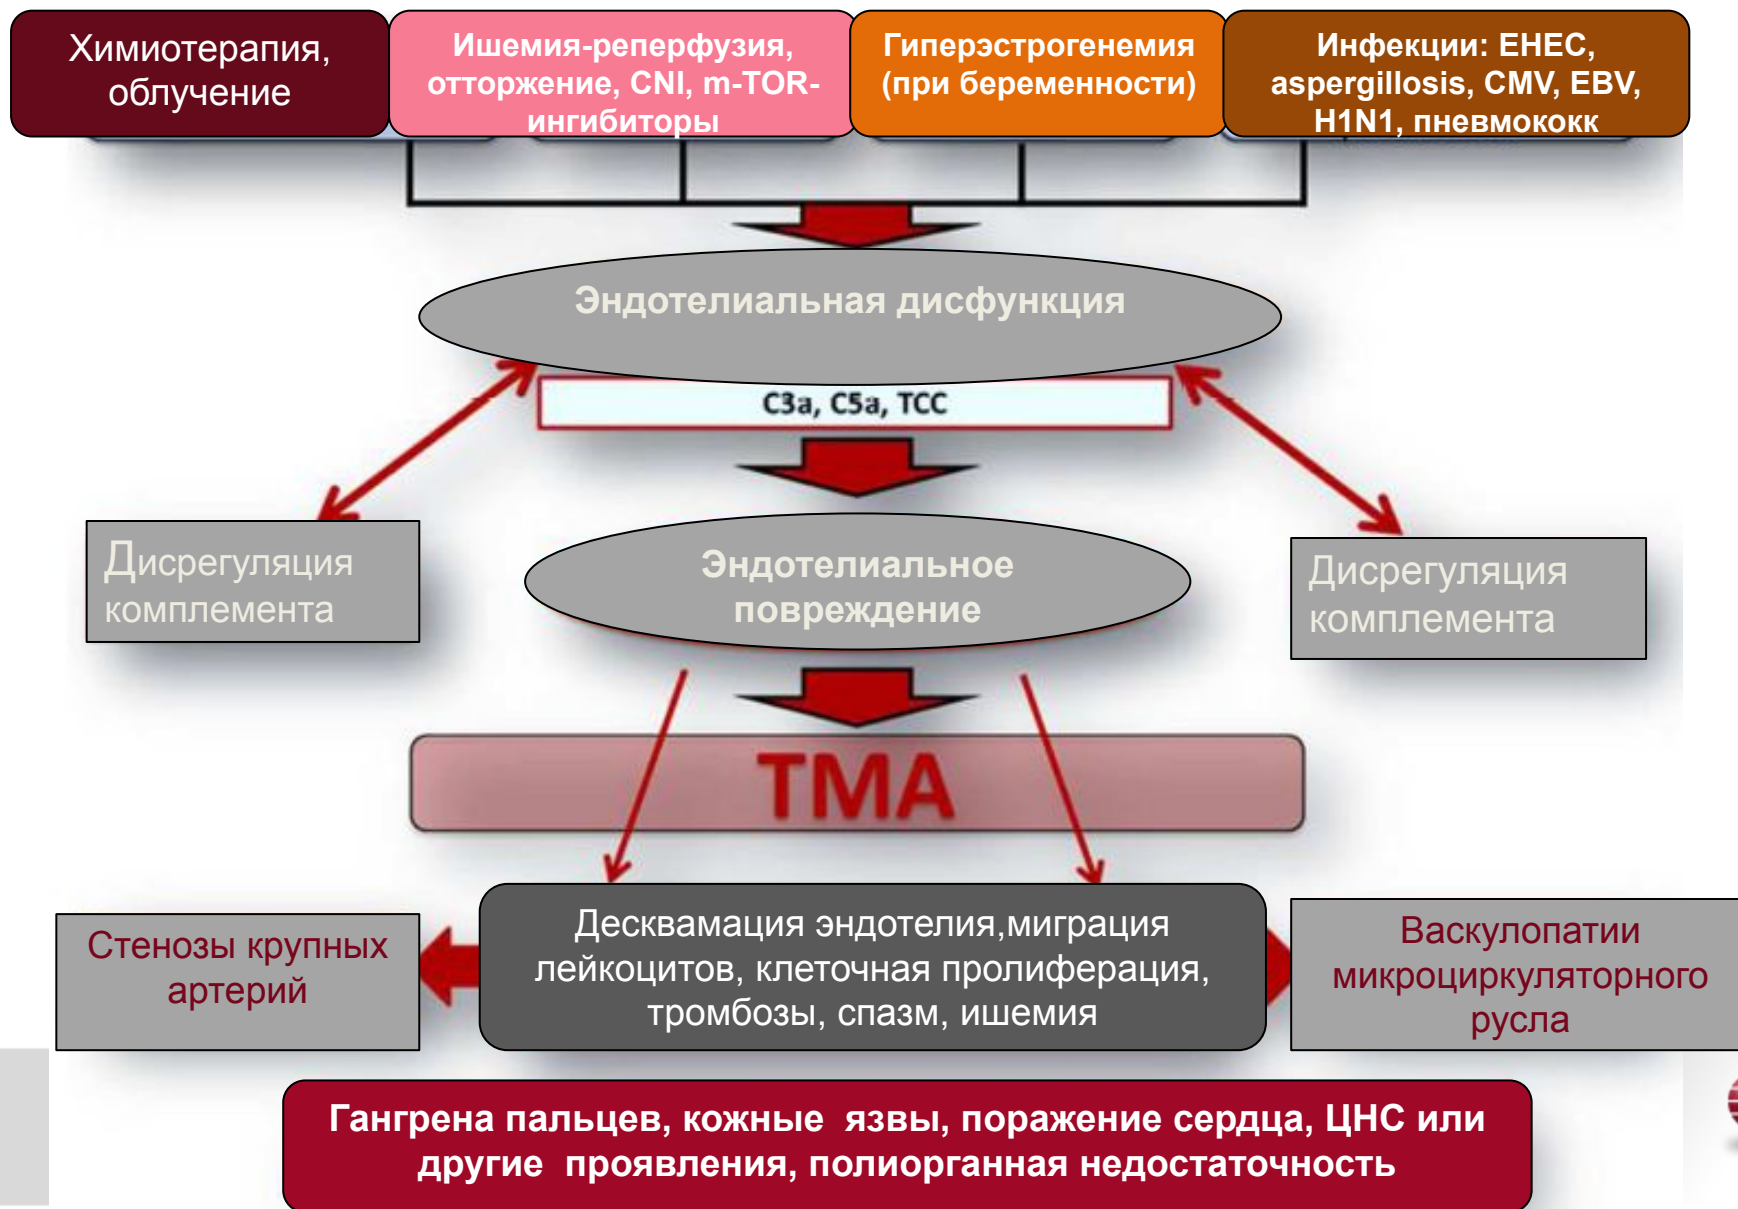 Химиотерапия,
облучение
Ишемия-реперфузия,
отторжение, CNI, m-TOR-
ингибиторы
Гиперэстрогенемия
(при беременности)
Инфекции: EHEC,
aspergillosis, CMV, EBV,
H1N1, пневмококк
Эндотелиальная дисфункция
C3a, C5a, TCC
Дисрегуляция
комплемента
Эндотелиальное
повреждение
Дисрегуляция
комплемента
ТМА
Стенозы крупных
артерий
Десквамация эндотелия,миграция
лейкоцитов, клеточная пролиферация,
тромбозы, спазм, ишемия
Васкулопатии
микроциркуляторного
русла
Гангрена пальцев, кожные  язвы, поражение сердца, ЦНС или
другие  проявления, полиорганная недостаточность